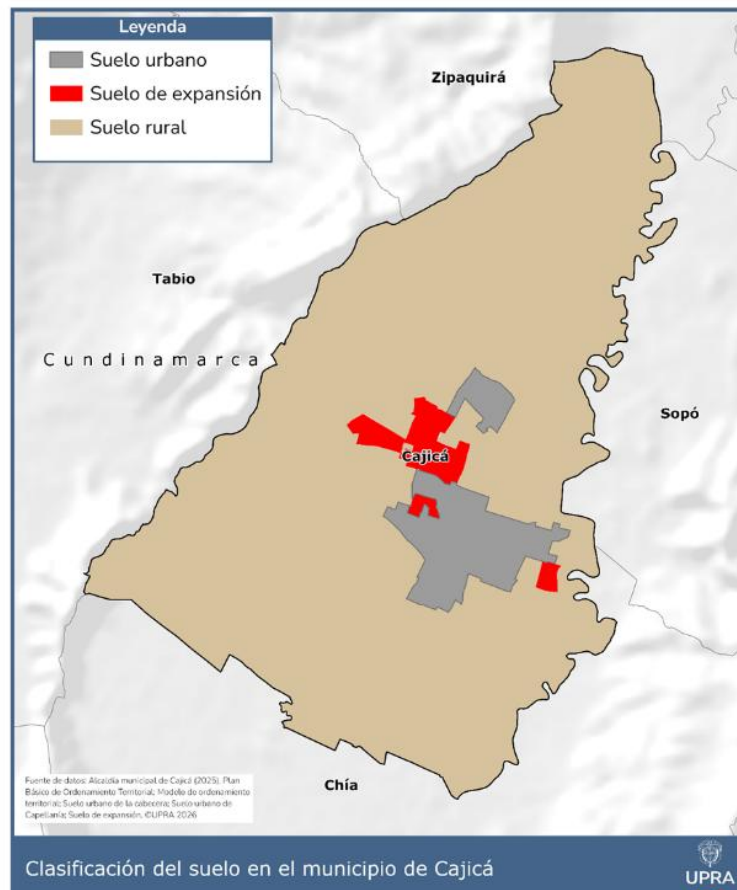 Leyenda
Suelo urbano
Suelo de expansión
Suelo rural
Zipaquirá
Tabio
Cundinamarca
Sopó
Cajicá
Chía
Fuente de datos: Alcaldía municipal de Cajicá (2025). Plan
Básico de Ordenamiento Territorial; Modelo de ordenamiento
territorial; Suelo urbano de la cabecera; Suelo urbano de
Capellanía; Suelo de expansión. ©UPRA 2026
Clasificación del suelo en el municipio de Cajicá
UPRA